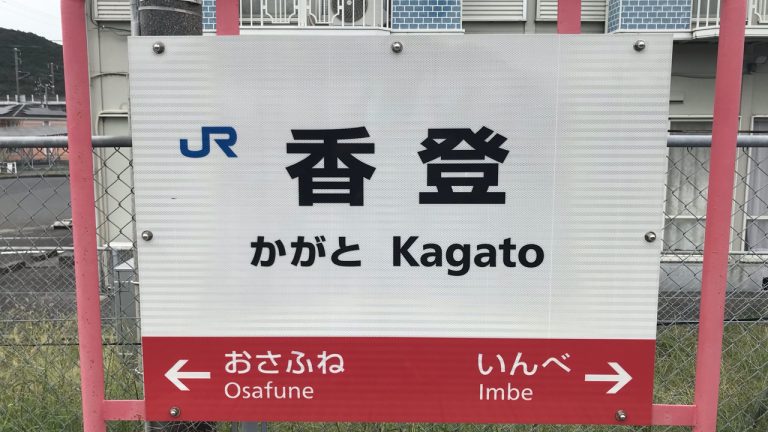 JR
香登
かがと Kagato
← おさふね いんべ →
Osafune Imbe